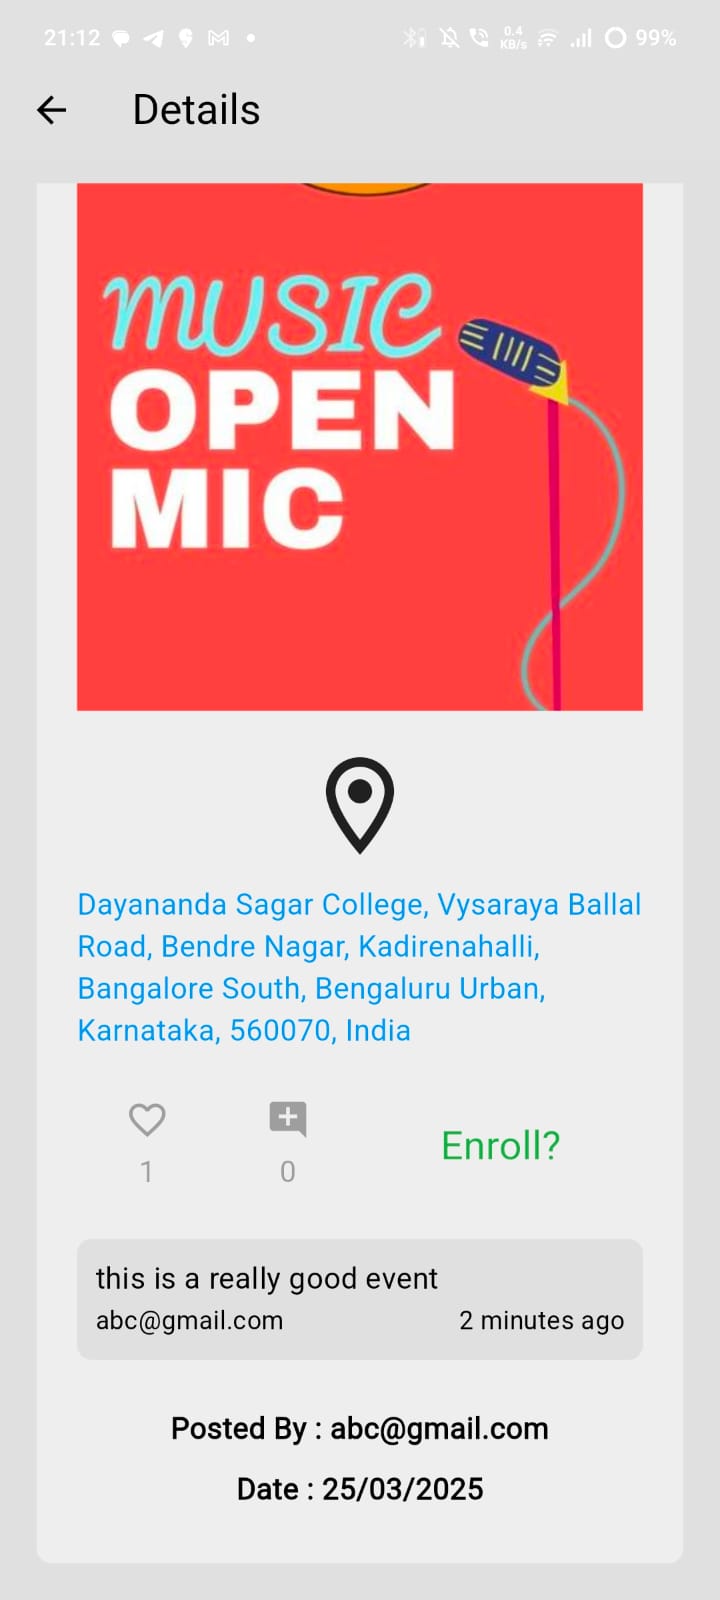 21:12
0.4
KB/s
99%
Details
MUSIC
OPEN
MIC
Dayananda Sagar College, Vysaraya Ballal
Road, Bendre Nagar, Kadirenahalli,
Bangalore South, Bengaluru Urban,
Karnataka, 560070, India
1
0
Enroll?
this is a really good event
abc@gmail.com
2 minutes ago
Posted By : abc@gmail.com
Date : 25/03/2025